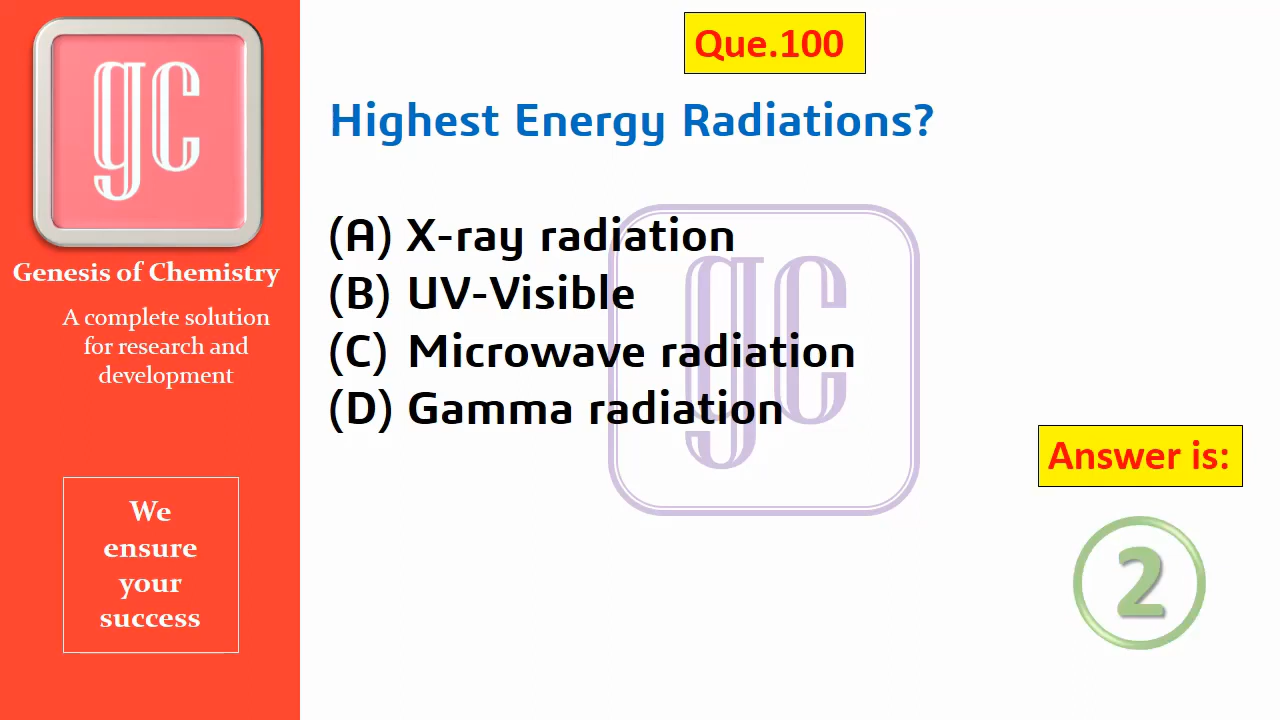 gc
Genesis of Chemistry
A complete solution
for research and
development
We
ensure
your
success
Que.100
Highest Energy Radiations?
(A) X-ray radiation
(B) UV-Visible
(C) Microwave radiation
(D) Gamma radiation
gc
Answer is:
2